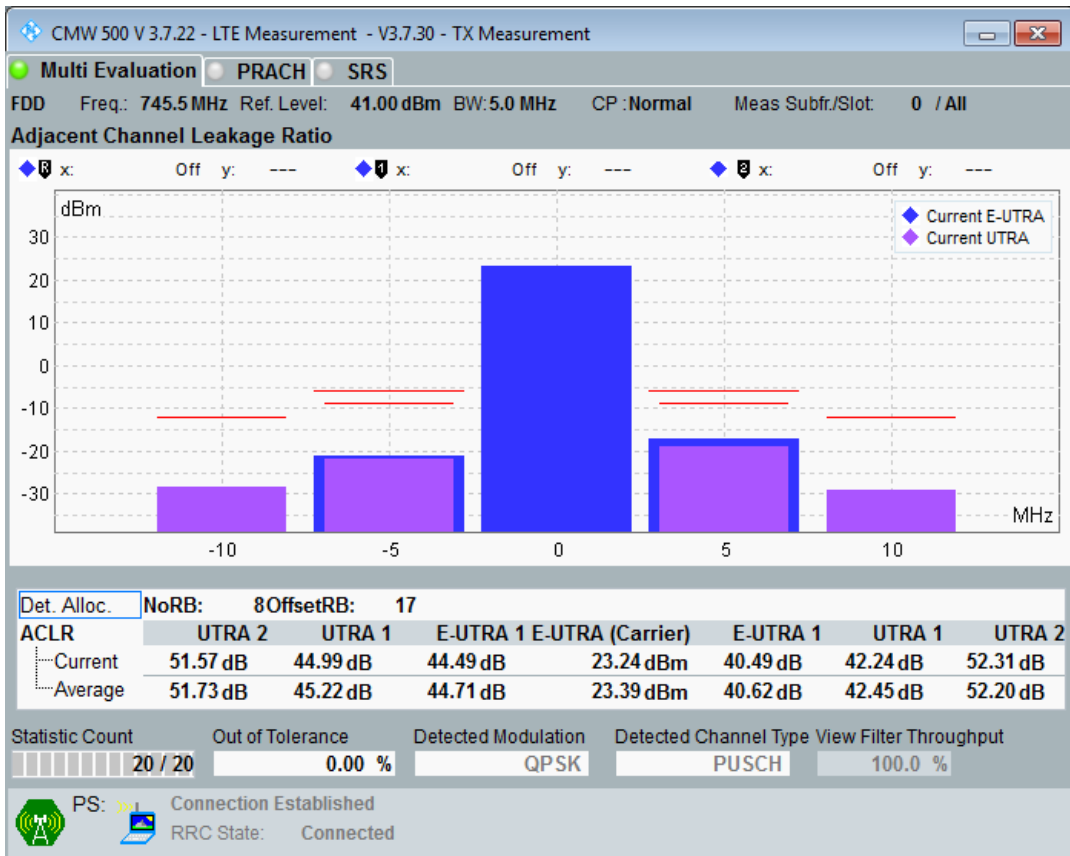 CMW 500 V 3.7.22 - LTE Measurement - V3.7.30 - TX Measurement
Multi Evaluation PRACH SRS
FDD Freq.: 745.5 MHz Ref. Level: 41.00 dBm BW: 5.0 MHz CP : Normal Meas Subfr./Slot: 0 / All
Adjacent Channel Leakage Ratio
R x: Off y: --- 1 x: Off y: --- 2 x: Off y: ---
dBm
Current E-UTRA
Current UTRA
30
20
10
0
-10
-20
-30
MHz
-10 -5 0 5 10
Det. Alloc. NoRB: 8 OffsetRB: 17
ACLR UTRA 2 UTRA 1 E-UTRA 1 E-UTRA (Carrier) E-UTRA 1 UTRA 1 UTRA 2
Current 51.57 dB 44.99 dB 44.49 dB 23.24 dBm 40.49 dB 42.24 dB 52.31 dB
Average 51.73 dB 45.22 dB 44.71 dB 23.39 dBm 40.62 dB 42.45 dB 52.20 dB
Statistic Count Out of Tolerance Detected Modulation Detected Channel Type View Filter Throughput
20 / 20 0.00 % QPSK PUSCH 100.0 %
PS: Connection Established
RRC State: Connected